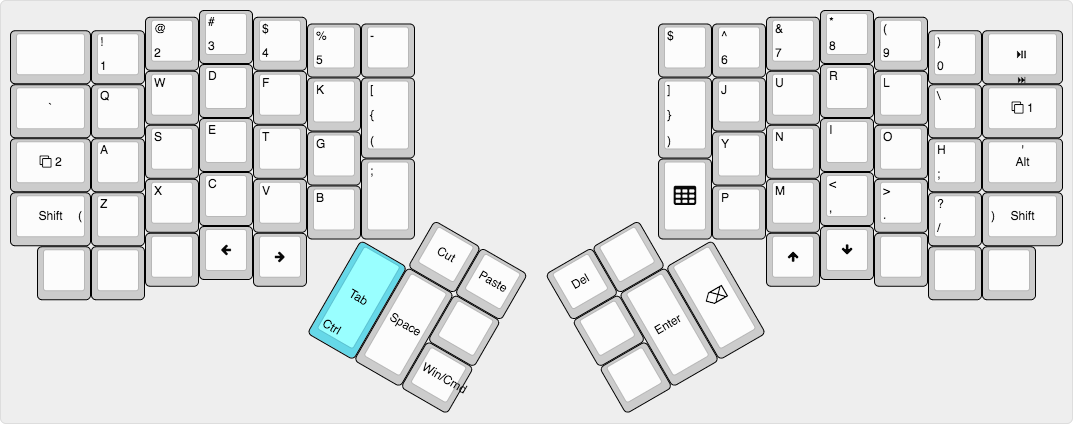 ! 1
@ 2
# 3
$ 4
% 5
-
$
^ 6
& 7
* 8
( 9
) 0
⏯
⏭
`
Q
W
D
F
K
[ { (
] } )
J
U
R
L
\
1
2
A
S
E
T
G
;
Y
N
I
O
H ;
' Alt
Shift (
Z
X
C
V
B
P
M
< ,
> .
? /
) Shift
←
→
↑
↓
Tab
Ctrl
Space
Cut
Paste
Win/Cmd
Del
Enter